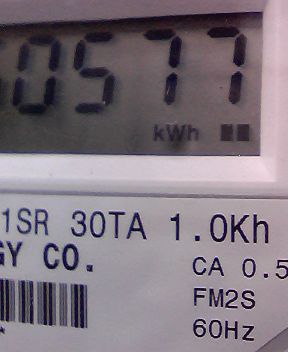 0577
kWh
1SR 30TA 1.0Kh
GY CO.
CA 0.5
FM2S
60Hz